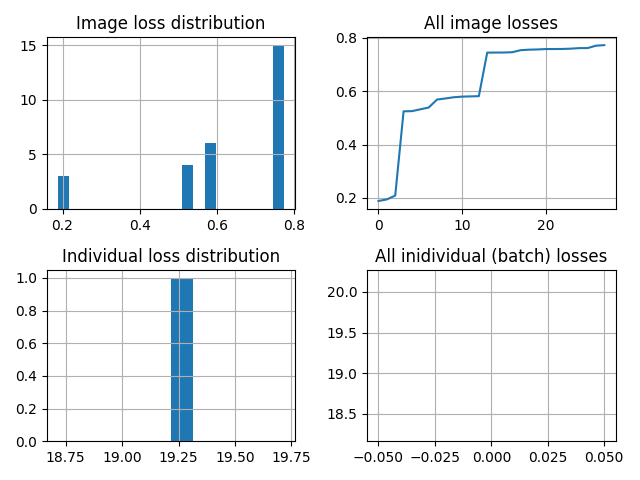 Image loss distribution
15
10
5
0
0.2 0.4 0.6 0.8
All image losses
0.8
0.6
0.4
0.2
0 10 20
Individual loss distribution
1.0
0.8
0.6
0.4
0.2
0.0
18.75 19.00 19.25 19.50 19.75
All inidividual (batch) losses
20.0
19.5
19.0
18.5
−0.050 −0.025 0.000 0.025 0.050